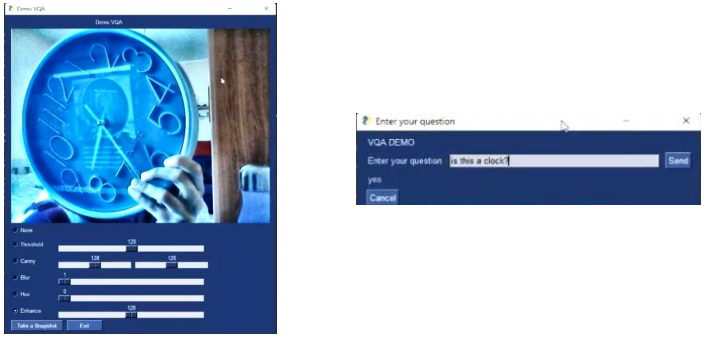 Demo VQA
Demo VQA
None
Threshold
128
Canny
128 128
Blur
1
Hue
0
Enhance
128
Take a Snapshot Exit
Enter your question
VQA DEMO
Enter your question is this a clock? Send
yes
Cancel